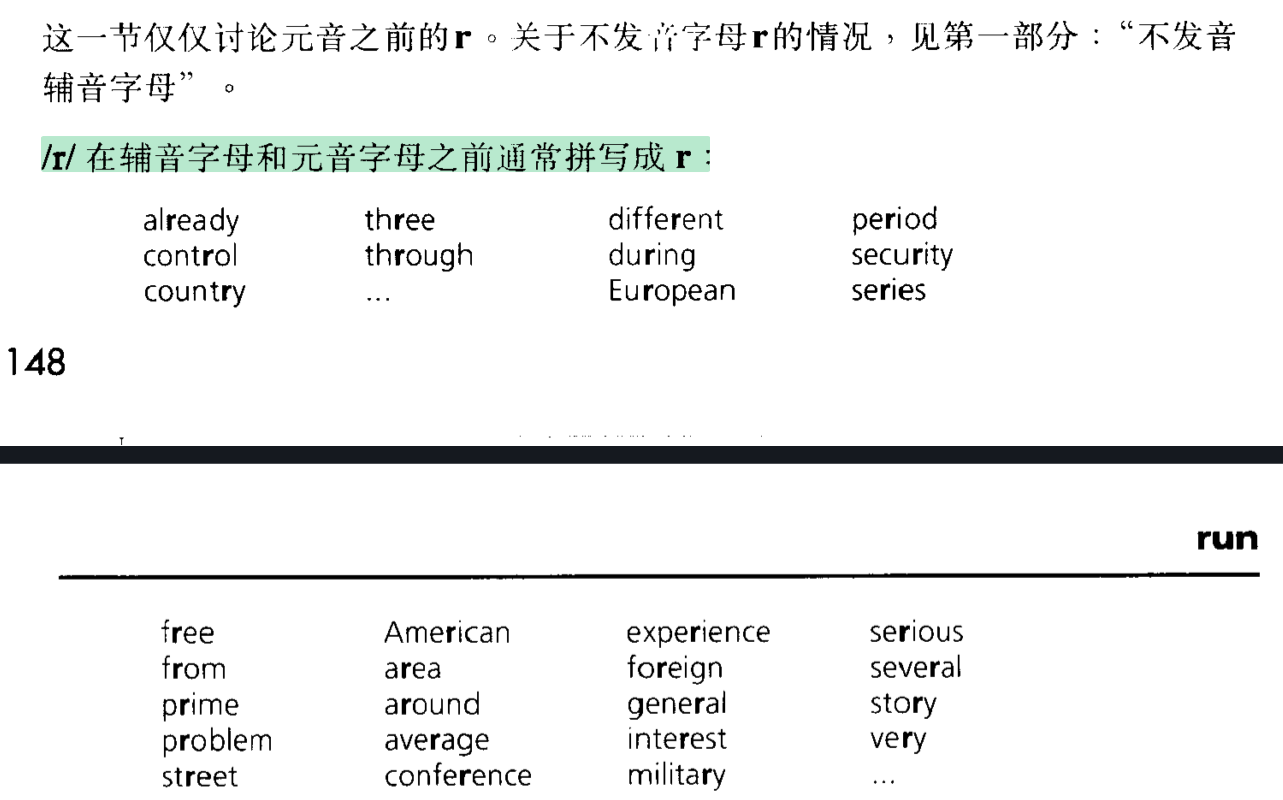 这一节仅仅讨论元音之前的r。关于不发音字母r的情况，见第一部分：“不发音
辅音字母”。
/r/ 在辅音字母和元音字母之前通常拼写成 r：
already three different period
control through during security
country ... European series
148
run
free American experience serious
from area foreign several
prime around general story
problem average interest very
street conference military ...